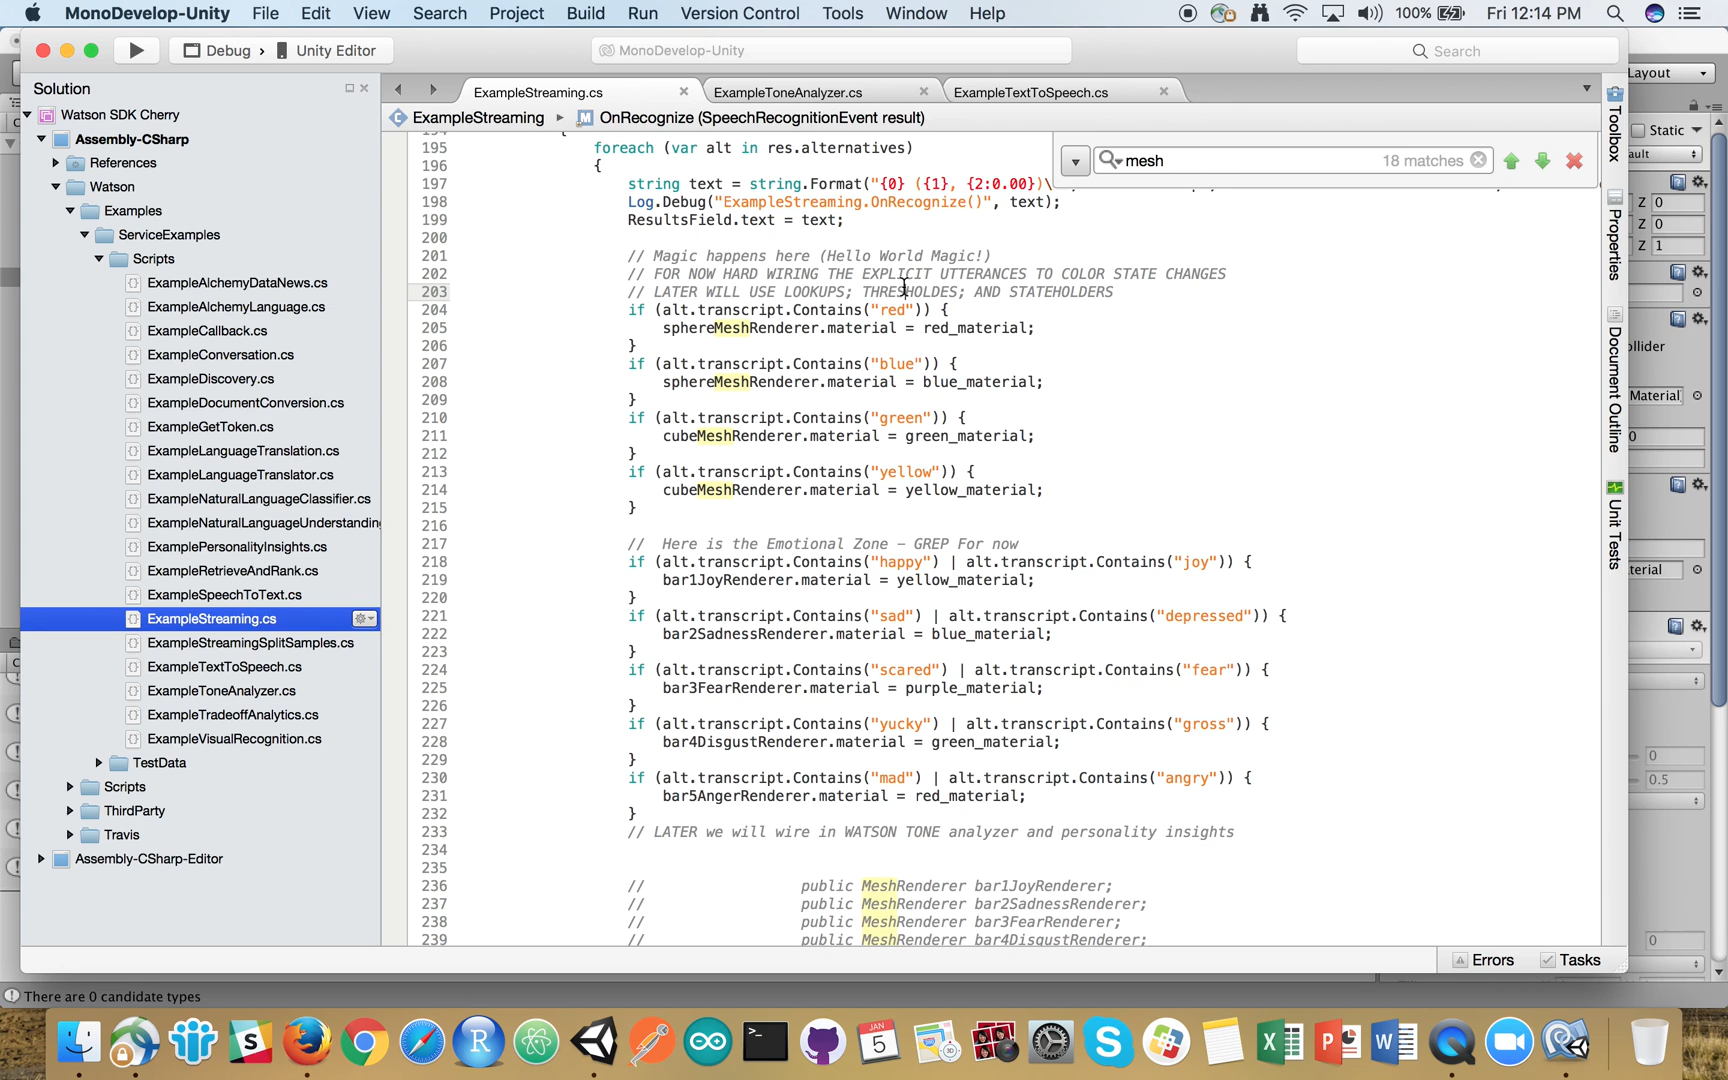 MonoDevelop-Unity File Edit View Search Project Build Run Version Control Tools Window Help 100% Fri 12:14 PM
Debug › Unity Editor MonoDevelop-Unity Search
Layout
Solution
ExampleStreaming.cs ExampleToneAnalyzer.cs ExampleTextToSpeech.cs
ExampleStreaming ▸ OnRecognize (SpeechRecognitionEvent result)
mesh 18 matches
Watson SDK Cherry
Assembly-CSharp
References
Watson
Examples
ServiceExamples
Scripts
ExampleAlchemyDataNews.cs
ExampleAlchemyLanguage.cs
ExampleCallback.cs
ExampleConversation.cs
ExampleDiscovery.cs
ExampleDocumentConversion.cs
ExampleGetToken.cs
ExampleLanguageTranslation.cs
ExampleLanguageTranslator.cs
ExampleNaturalLanguageClassifier.cs
ExampleNaturalLanguageUnderstanding
ExamplePersonalityInsights.cs
ExampleRetrieveAndRank.cs
ExampleSpeechToText.cs
ExampleStreaming.cs
ExampleStreamingSplitSamples.cs
ExampleTextToSpeech.cs
ExampleToneAnalyzer.cs
ExampleTradeoffAnalytics.cs
ExampleVisualRecognition.cs
TestData
Scripts
ThirdParty
Travis
Assembly-CSharp-Editor
195 foreach (var alt in res.alternatives)
196 {
197 string text = string.Format("{0} ({1}, {2:0.00})\
198 Log.Debug("ExampleStreaming.OnRecognize()", text);
199 ResultsField.text = text;
200
201 // Magic happens here (Hello World Magic!)
202 // FOR NOW HARD WIRING THE EXPLICIT UTTERANCES TO COLOR STATE CHANGES
203 // LATER WILL USE LOOKUPS; THRESHOLDES; AND STATEHOLDERS
204 if (alt.transcript.Contains("red")) {
205 sphereMeshRenderer.material = red_material;
206 }
207 if (alt.transcript.Contains("blue")) {
208 sphereMeshRenderer.material = blue_material;
209 }
210 if (alt.transcript.Contains("green")) {
211 cubeMeshRenderer.material = green_material;
212 }
213 if (alt.transcript.Contains("yellow")) {
214 cubeMeshRenderer.material = yellow_material;
215 }
216
217 // Here is the Emotional Zone - GREP For now
218 if (alt.transcript.Contains("happy") | alt.transcript.Contains("joy")) {
219 bar1JoyRenderer.material = yellow_material;
220 }
221 if (alt.transcript.Contains("sad") | alt.transcript.Contains("depressed")) {
222 bar2SadnessRenderer.material = blue_material;
223 }
224 if (alt.transcript.Contains("scared") | alt.transcript.Contains("fear")) {
225 bar3FearRenderer.material = purple_material;
226 }
227 if (alt.transcript.Contains("yucky") | alt.transcript.Contains("gross")) {
228 bar4DisgustRenderer.material = green_material;
229 }
230 if (alt.transcript.Contains("mad") | alt.transcript.Contains("angry")) {
231 bar5AngerRenderer.material = red_material;
232 }
233 // LATER we will wire in WATSON TONE analyzer and personality insights
234
235
236 // public MeshRenderer bar1JoyRenderer;
237 // public MeshRenderer bar2SadnessRenderer;
238 // public MeshRenderer bar3FearRenderer;
239 // public MeshRenderer bar4DisgustRenderer;
Toolbox
Properties
Document Outline
Unit Tests
Static
ault
Z 0
Z 0
Z 1
ollider
Material
0
terial
0
0.5
0
Errors Tasks
There are 0 candidate types
JAN
5